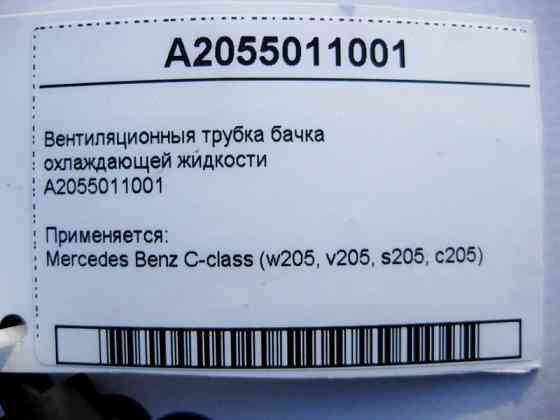 A2055011001
Вентиляционныя трубка бачка
охлаждающей жидкости
A2055011001
Применяется:
Mercedes Benz C-class (w205, v205, s205, c205)